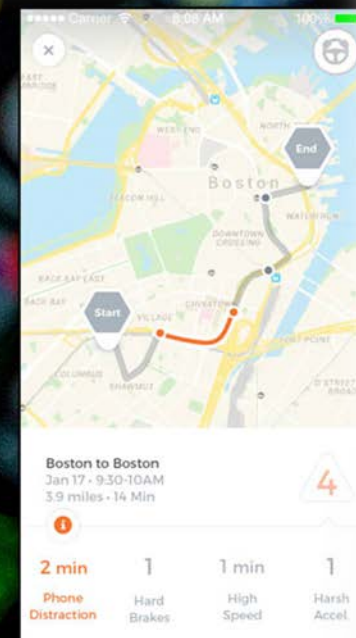 Carrier 8:08 AM 100%
EAST
WEST END
NORTH
End
Boston
BEACON HILL
WATERFRONT
DOWNTOWN
CROSSING
BACK BAY EAST
BACK BAY
Start
VILLAGE
CHINATOWN
FORT POINT
COLUMBUS
SHAWMUT
D STREET
Boston to Boston
Jan 17 - 9:30-10AM
3.9 miles - 14 Min
4
2 min
1
1 min
1
Phone
Distraction
Hard
Brakes
High
Speed
Harsh
Accel.